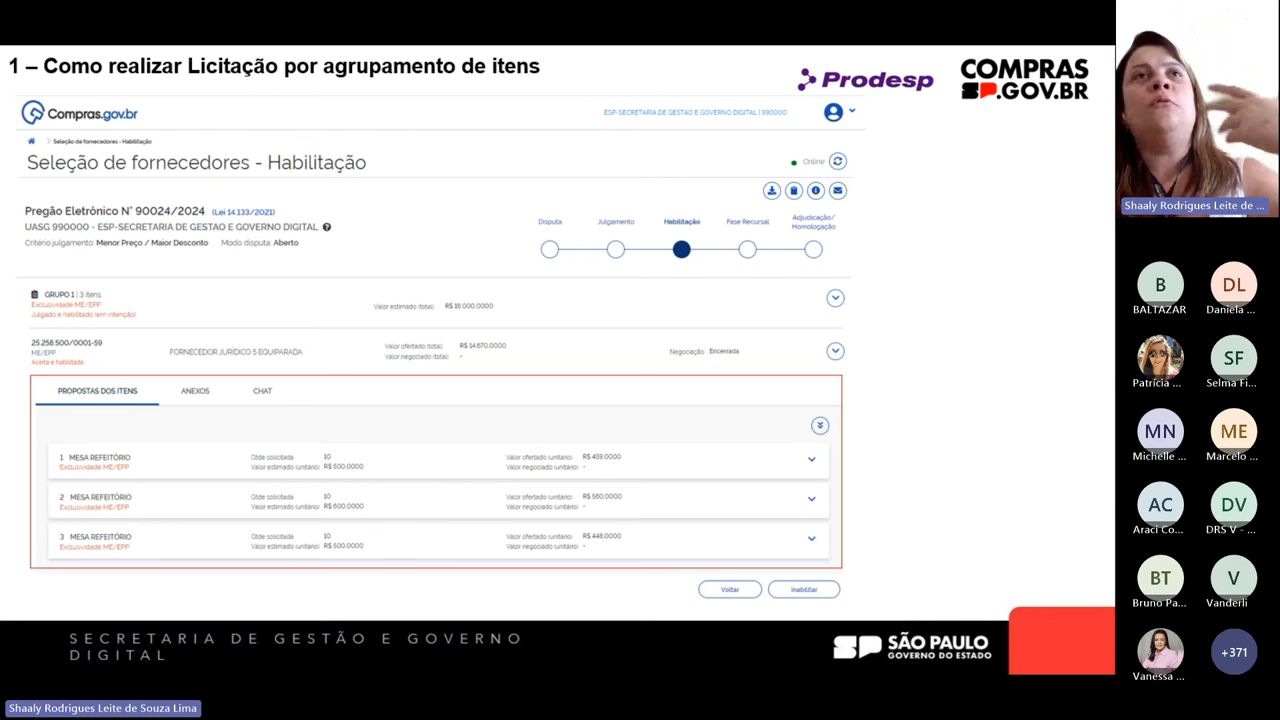 1 – Como realizar Licitação por agrupamento de itens
Prodesp
COMPRAS
SP.GOV.BR
Compras.gov.br
ESP-SECRETARIA DE GESTAO E GOVERNO DIGITAL | 990000
Seleção de fornecedores - Habilitação
Seleção de fornecedores - Habilitação
Online
Pregão Eletrônico N° 90024/2024 (Lei 14.133/2021)
UASG 990000 - ESP-SECRETARIA DE GESTAO E GOVERNO DIGITAL
Critério julgamento: Menor Preço / Maior Desconto Modo disputa: Aberto
Disputa
Julgamento
Habilitação
Fase Recursal
Adjudicação/
Homologação
GRUPO 1 | 3 itens
Exclusividade ME/EPP
Julgado e habilitado (em intenção)
Valor estimado (total) R$ 16.000,0000
25.258.500/0001-59
ME/EPP
Aceita e habilitada
FORNECEDOR JURÍDICO 5 EQUIPARADA
Valor ofertado (total) R$ 14.670,0000
Valor negociado (total) -
Negociação Encerrada
PROPOSTAS DOS ITENS ANEXOS CHAT
1 MESA REFEITÓRIO
Exclusividade ME/EPP
Qtde solicitada 10
Valor estimado (unitário) R$ 500,0000
Valor ofertado (unitário) R$ 459,0000
Valor negociado (unitário) -
2 MESA REFEITÓRIO
Exclusividade ME/EPP
Qtde solicitada 10
Valor estimado (unitário) R$ 600,0000
Valor ofertado (unitário) R$ 560,0000
Valor negociado (unitário) -
3 MESA REFEITÓRIO
Exclusividade ME/EPP
Qtde solicitada 10
Valor estimado (unitário) R$ 500,0000
Valor ofertado (unitário) R$ 448,0000
Valor negociado (unitário) -
Voltar
Inabilitar
SECRETARIA DE GESTÃO E GOVERNO
DIGITAL
SP SÃO PAULO
GOVERNO DO ESTADO
Shaaly Rodrigues Leite de ...
B
BALTAZAR
DL
Daniela ...
Patrícia ...
SF
Selma Fi...
MN
Michelle ...
ME
Marcelo ...
AC
Araci Co...
DV
DRS V - ...
BT
Bruno Pa...
V
Vanderli
Vanessa ...
+371
Shaaly Rodrigues Leite de Souza Lima